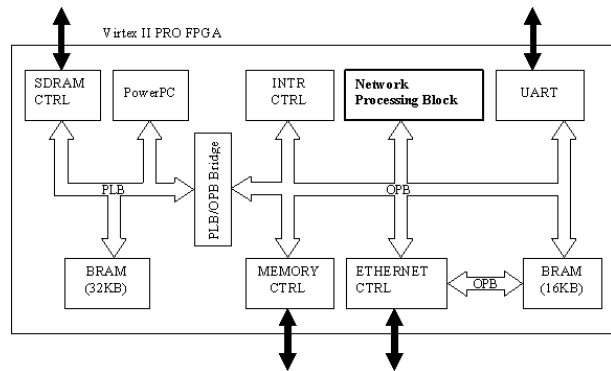 Virtex II PRO FPGA
SDRAM
CTRL
PowerPC
INTR
CTRL
Network
Processing Block
UART
PLB/OPB Bridge
PLB
OPB
BRAM
(32KB)
MEMORY
CTRL
ETHERNET
CTRL
OPB
BRAM
(16KB)